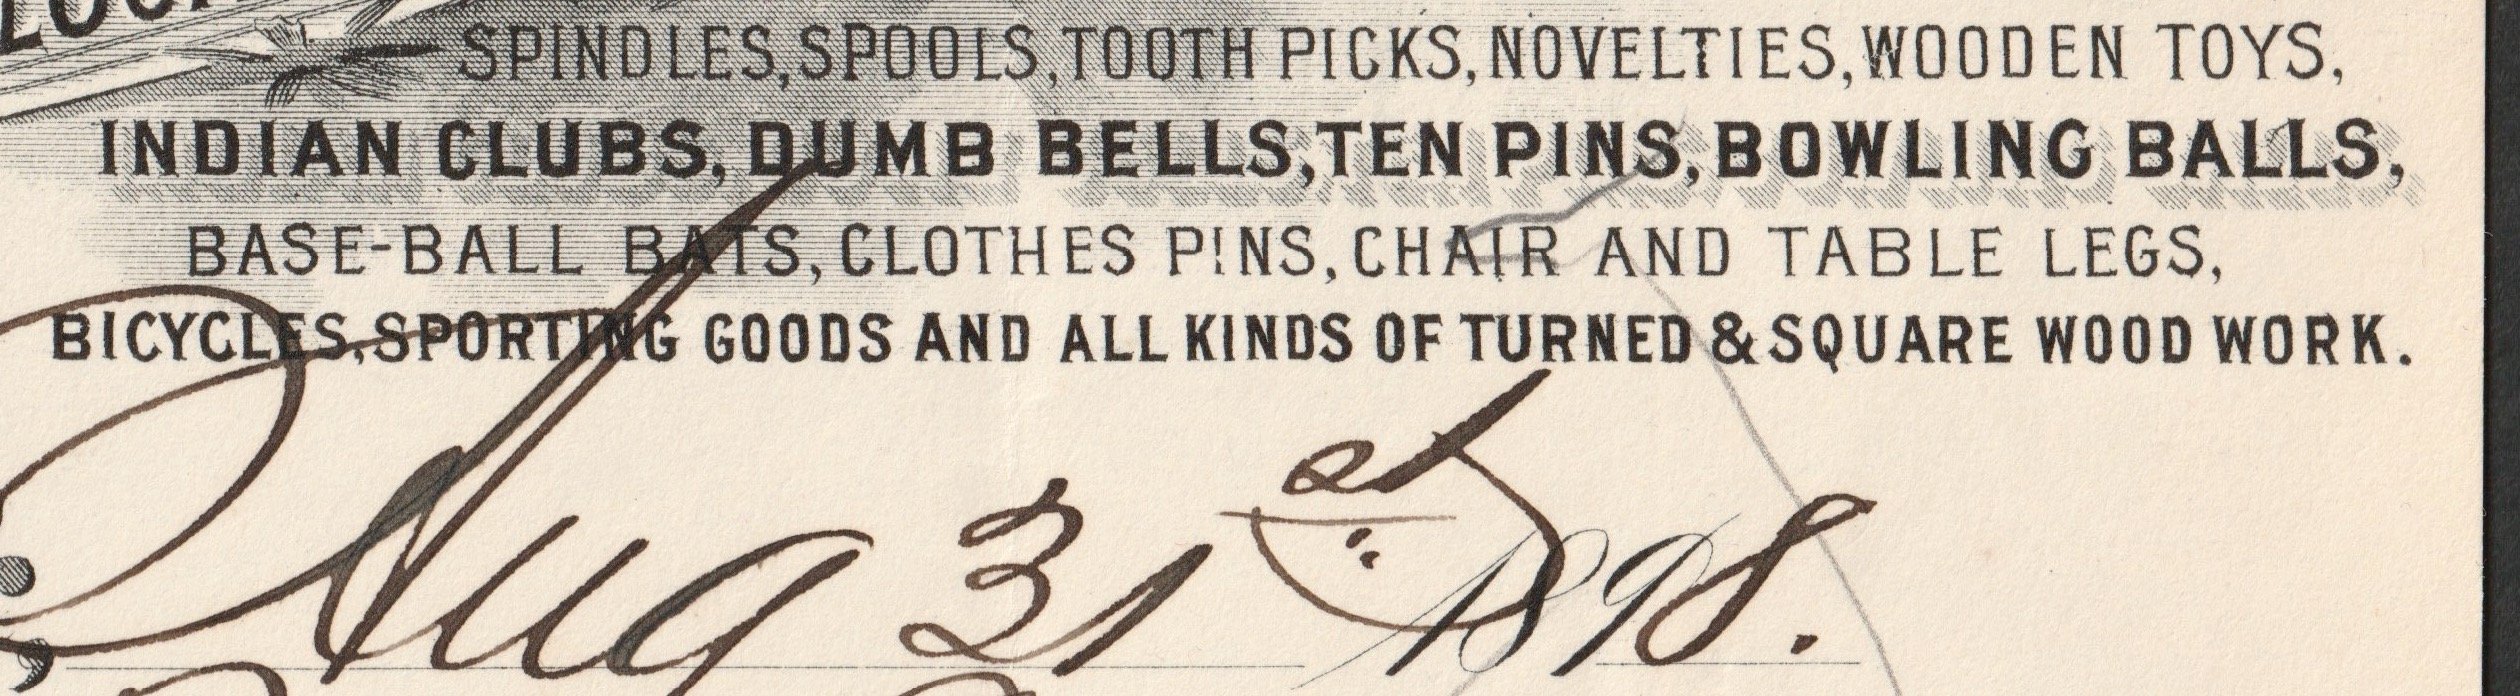 SPINDLES, SPOOLS, TOOTH PICKS, NOVELTIES, WOODEN TOYS,
INDIAN CLUBS, DUMB BELLS, TEN PINS, BOWLING BALLS,
BASE-BALL BATS, CLOTHES PINS, CHAIR AND TABLE LEGS,
BICYCLES, SPORTING GOODS AND ALL KINDS OF TURNED & SQUARE WOOD WORK.
Aug 31st 1898.